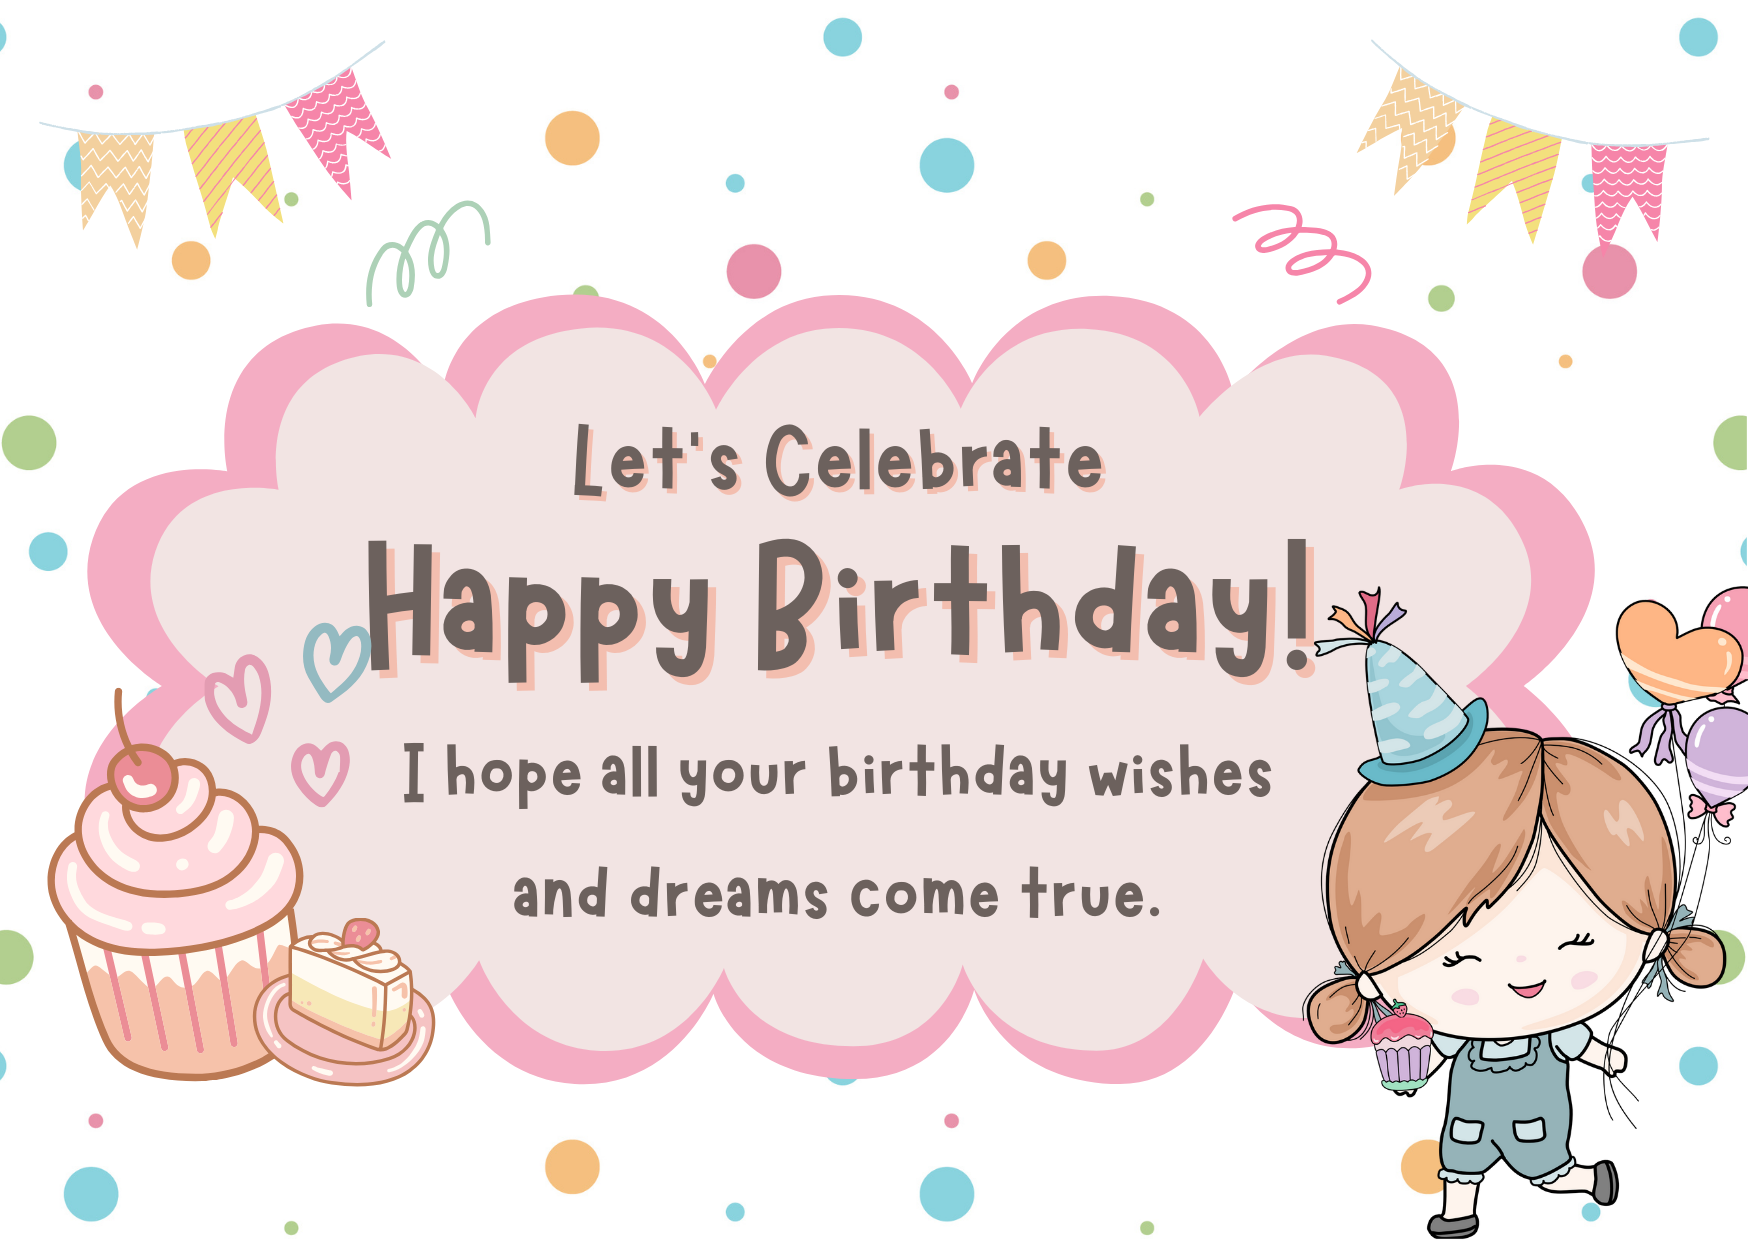 Let's Celebrate
Happy Birthday!
I hope all your birthday wishes
and dreams come true.